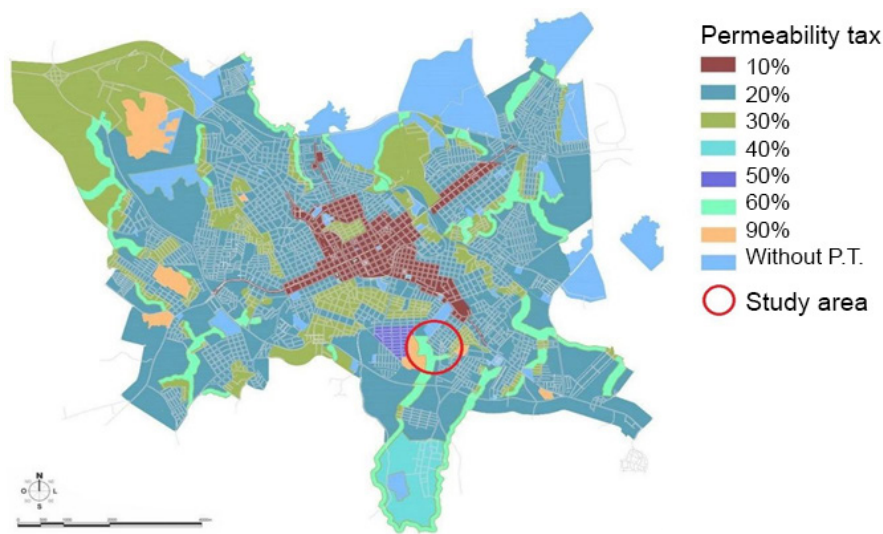 Permeability tax
10%
20%
30%
40%
50%
60%
90%
Without P.T.
Study area
N
O L
S